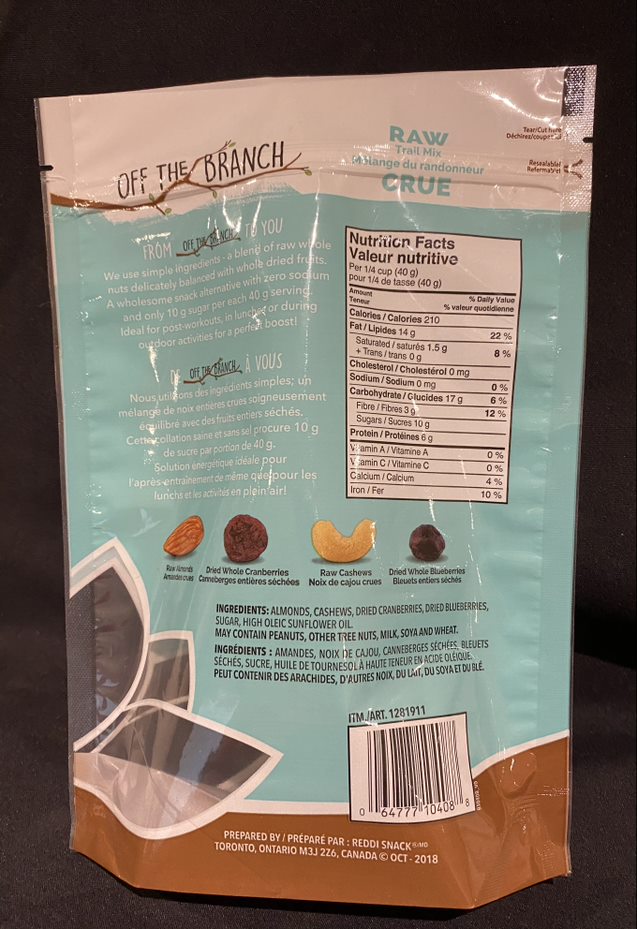 OFF THE BRANCH
RAW
Trail Mix
Mélange du randonneur
CRUE
Tear/Cut here
Déchirez/coupez ici
Resealable
Refermable
FROM OFF THE BRANCH TO YOU
We use simple ingredients - a blend of raw whole
nuts delicately balanced with whole dried fruits.
A wholesome snack alternative with zero sodium
and only 10 g sugar per each 40 g serving.
Ideal for post-workouts, in lunches or during
outdoor activities for a perfect boost!
DE OFF THE BRANCH À VOUS
Nous utilisons des ingrédients simples; un
mélange de noix entières crues soigneusement
équilibré avec des fruits entiers séchés.
Cette collation saine et sans sel procure 10 g
de sucre par portion de 40 g.
Solution énergétique idéale pour
l'après-entraînement de même que pour les
lunchs et les activités en plein air!
Nutrition Facts
Valeur nutritive
Per 1/4 cup (40 g)
pour 1/4 de tasse (40 g)
Amount % Daily Value
Teneur % valeur quotidienne
Calories / Calories 210
Fat / Lipides 14 g 22 %
Saturated / saturés 1.5 g
+ Trans / trans 0 g 8 %
Cholesterol / Cholestérol 0 mg
Sodium / Sodium 0 mg 0 %
Carbohydrate / Glucides 17 g 6 %
Fibre / Fibres 3 g 12 %
Sugars / Sucres 10 g
Protein / Protéines 6 g
Vitamin A / Vitamine A 0 %
Vitamin C / Vitamine C 0 %
Calcium / Calcium 4 %
Iron / Fer 10 %
Raw Almonds
Amandes crues
Dried Whole Cranberries
Canneberges entières séchées
Raw Cashews
Noix de cajou crues
Dried Whole Blueberries
Bleuets entiers séchés
INGREDIENTS: ALMONDS, CASHEWS, DRIED CRANBERRIES, DRIED BLUEBERRIES,
SUGAR, HIGH OLEIC SUNFLOWER OIL.
MAY CONTAIN PEANUTS, OTHER TREE NUTS, MILK, SOYA AND WHEAT.
INGRÉDIENTS : AMANDES, NOIX DE CAJOU, CANNEBERGES SÉCHÉES, BLEUETS
SÉCHÉS, SUCRE, HUILE DE TOURNESOL À HAUTE TENEUR EN ACIDE OLÉIQUE.
PEUT CONTENIR DES ARACHIDES, D'AUTRES NOIX, DU LAIT, DU SOYA ET DU BLÉ.
ITM./ART. 1281911
0 64777 10408 8
PREPARED BY / PRÉPARÉ PAR : REDDI SNACK ®/MD
TORONTO, ONTARIO M3J 2Z6, CANADA © OCT - 2018